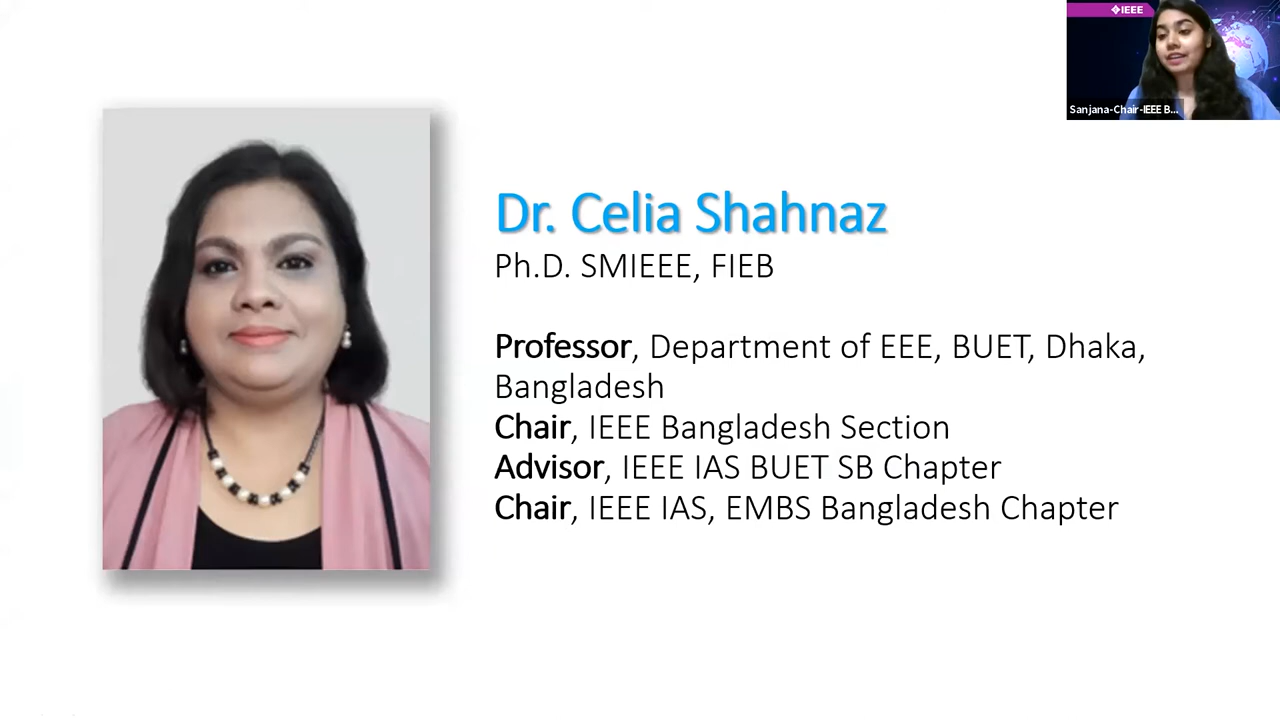 IEEE
Sanjana-Chair-IEEE B...
Dr. Celia Shahnaz
Ph.D. SMIEEE, FIEB
Professor, Department of EEE, BUET, Dhaka,
Bangladesh
Chair, IEEE Bangladesh Section
Advisor, IEEE IAS BUET SB Chapter
Chair, IEEE IAS, EMBS Bangladesh Chapter